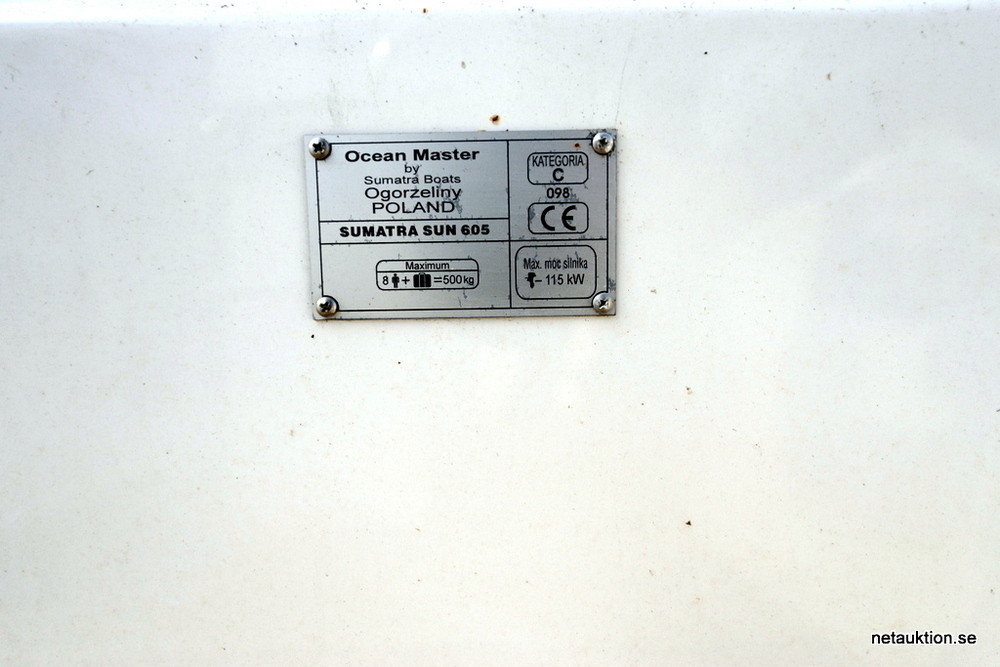 Ocean Master
by
Sumatra Boats
Ogorzeliny
POLAND
SUMATRA SUN 605
Maximum
8 + =500kg
KATEGORIA
C
098
CE
Max. moc silnika
- 115 kW
netauktion.se